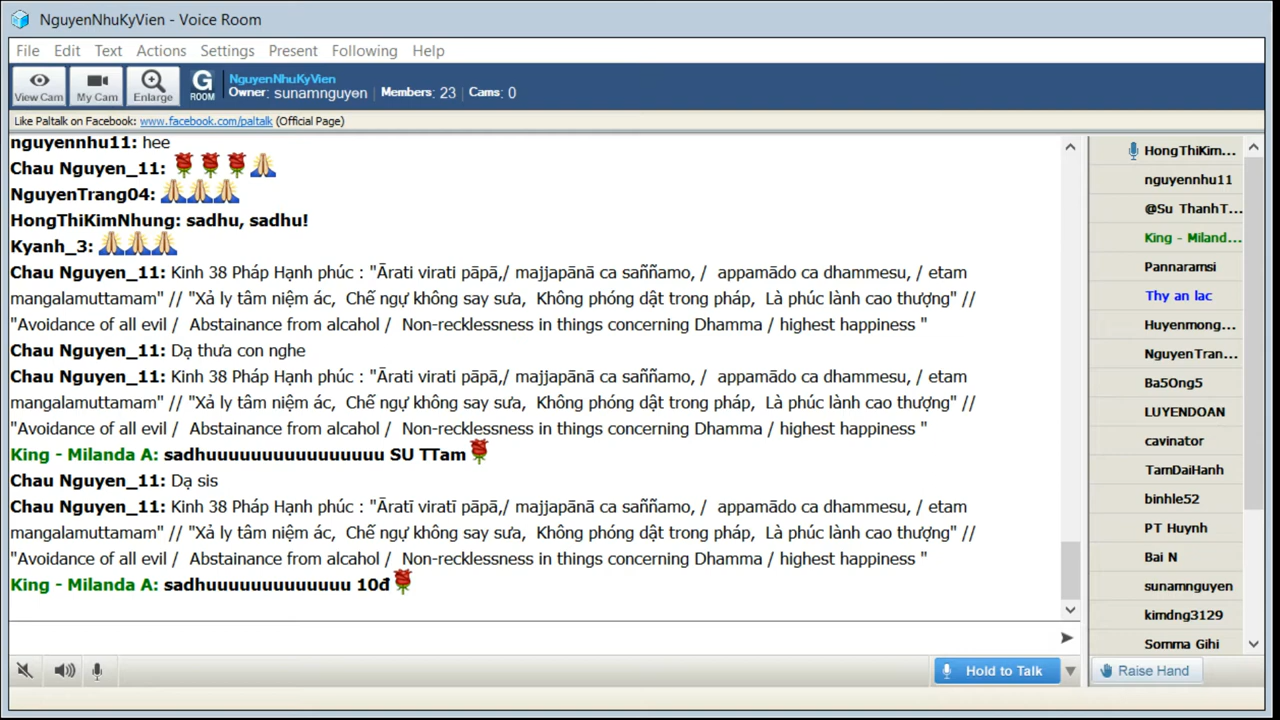 NguyenNhuKyVien - Voice Room
File Edit Text Actions Settings Present Following Help
View Cam My Cam Enlarge G ROOM NguyenNhuKyVien
Owner: sunamnguyen | Members: 23 | Cams: 0
Like Paltalk on Facebook: www.facebook.com/paltalk (Official Page)
nguyennhu11: hee
Chau Nguyen_11:
NguyenTrang04:
HongThiKimNhung: sadhu, sadhu!
Kyanh_3:
Chau Nguyen_11: Kinh 38 Pháp Hạnh phúc : "Āratī viratī pāpā,/ majjapānā ca saññamo, / appamādo ca dhammesu, / etam
mangalamuttamam" // "Xả ly tâm niệm ác, Chế ngự không say sưa, Không phóng dật trong pháp, Là phúc lành cao thượng" //
"Avoidance of all evil / Abstainance from alcahol / Non-recklessness in things concerning Dhamma / highest happiness "
Chau Nguyen_11: Dạ thưa con nghe
Chau Nguyen_11: Kinh 38 Pháp Hạnh phúc : "Āratī viratī pāpā,/ majjapānā ca saññamo, / appamādo ca dhammesu, / etam
mangalamuttamam" // "Xả ly tâm niệm ác, Chế ngự không say sưa, Không phóng dật trong pháp, Là phúc lành cao thượng" //
"Avoidance of all evil / Abstainance from alcahol / Non-recklessness in things concerning Dhamma / highest happiness "
King - Milanda A: sadhuuuuuuuuuuuuuuuu SU TTam
Chau Nguyen_11: Dạ sis
Chau Nguyen_11: Kinh 38 Pháp Hạnh phúc : "Āratī viratī pāpā,/ majjapānā ca saññamo, / appamādo ca dhammesu, / etam
mangalamuttamam" // "Xả ly tâm niệm ác, Chế ngự không say sưa, Không phóng dật trong pháp, Là phúc lành cao thượng" //
"Avoidance of all evil / Abstainance from alcahol / Non-recklessness in things concerning Dhamma / highest happiness "
King - Milanda A: sadhuuuuuuuuuuuuu 10đ
HongThiKim...
nguyennhu11
@Su ThanhT...
King - Miland...
Pannaramsi
Thy an lac
Huyenmong...
NguyenTran...
Ba5Ong5
LUYENDOAN
cavinator
TamDaiHanh
binhle52
PT Huynh
Bai N
sunamnguyen
kimdng3129
Somma Gihi
Hold to Talk
Raise Hand